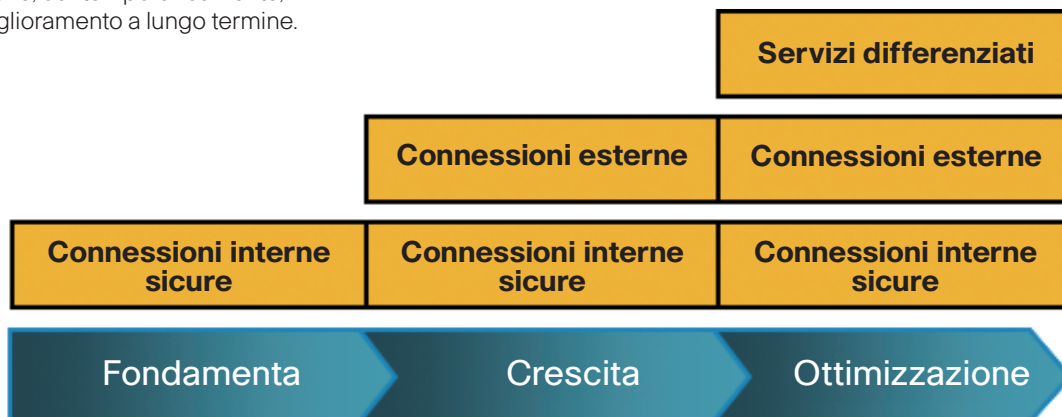 glioramento a lungo termine.
Servizi differenziati
Connessioni esterne
Connessioni esterne
Connessioni interne
sicure
Connessioni interne
sicure
Connessioni interne
sicure
Fondamenta
Crescita
Ottimizzazione